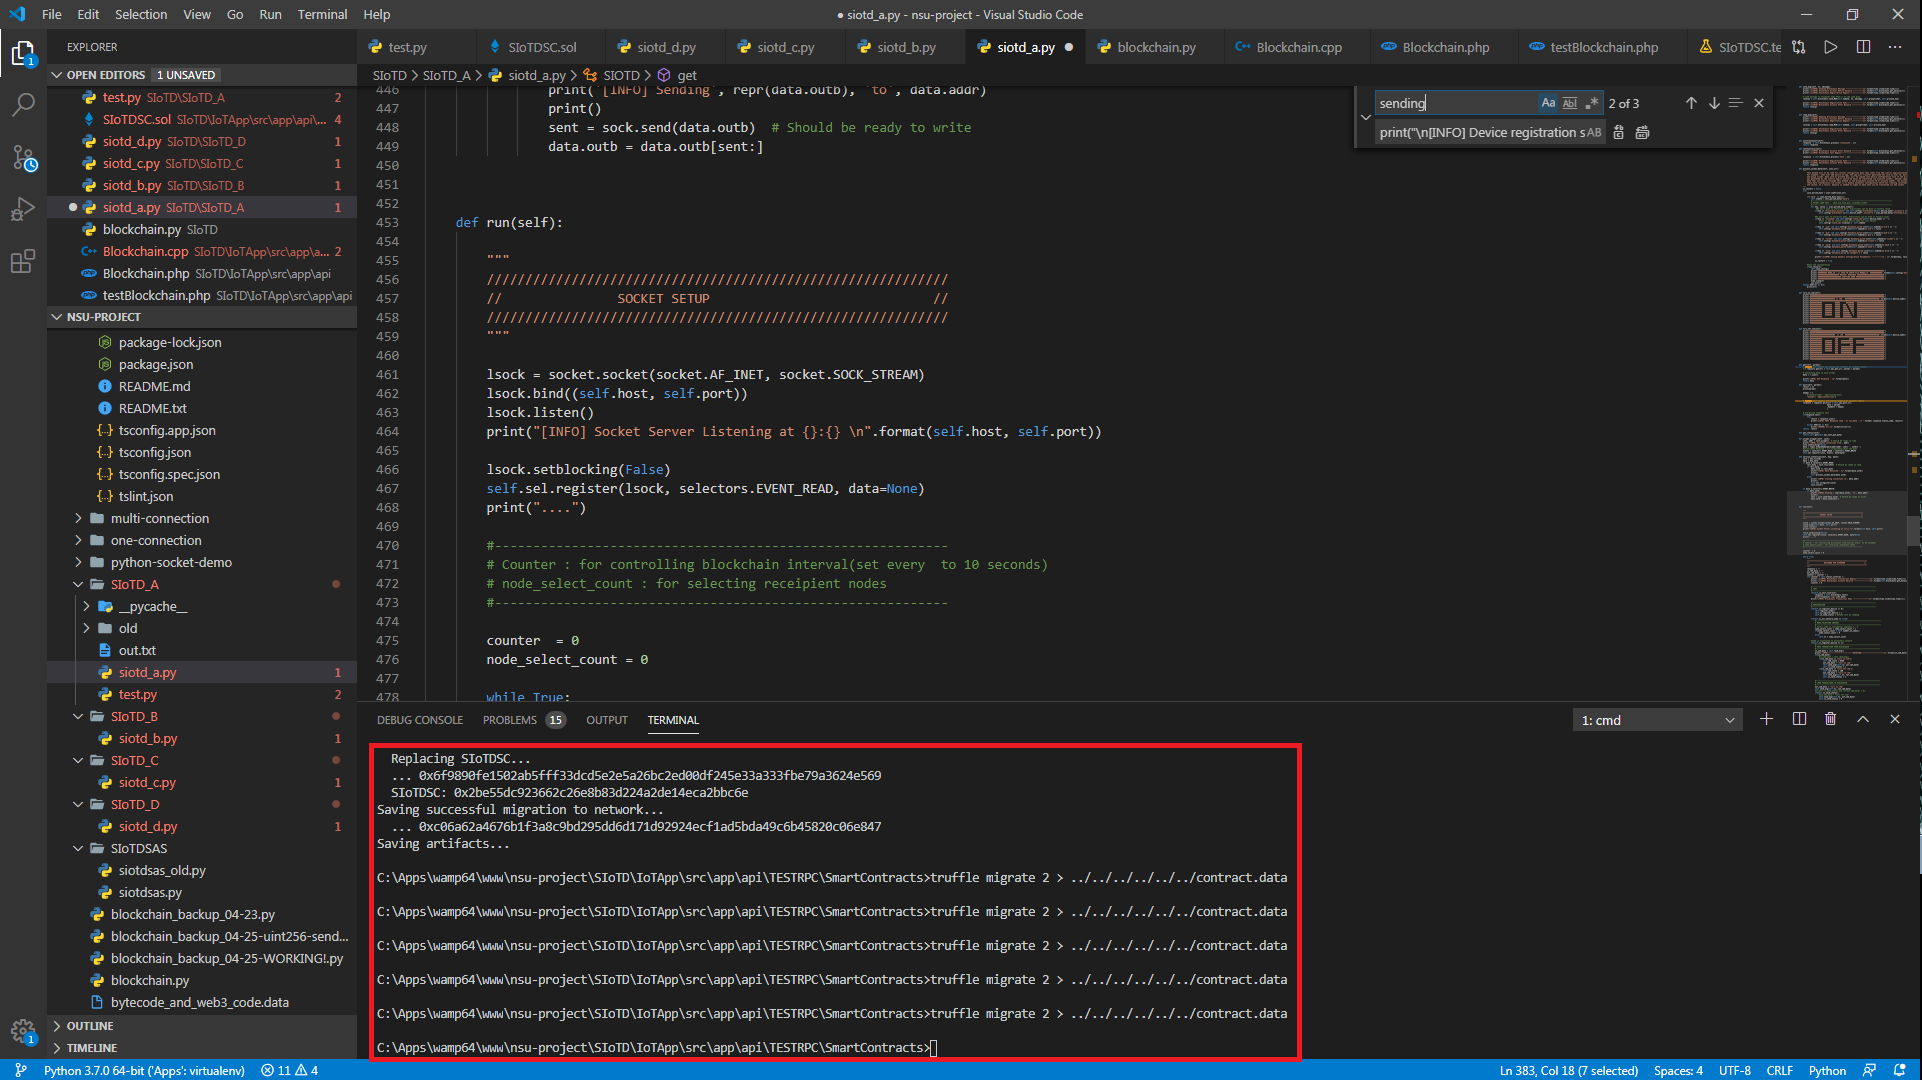 File Edit Selection View Go Run Terminal Help
● siotd_a.py - nsu-project - Visual Studio Code
EXPLORER
test.py SIoTDSC.sol siotd_d.py siotd_c.py siotd_b.py siotd_a.py ● blockchain.py Blockchain.cpp Blockchain.php testBlockchain.php SIoTDSC.te
OPEN EDITORS 1 UNSAVED
test.py SIoTD\SIoTD_A 2
SIoTDSC.sol SIoTD\IoTApp\src\app\api\... 4
siotd_d.py SIoTD\SIoTD_D 1
siotd_c.py SIoTD\SIoTD_C 1
siotd_b.py SIoTD\SIoTD_B 1
siotd_a.py SIoTD\SIoTD_A 1
blockchain.py SIoTD
Blockchain.cpp SIoTD\IoTApp\src\app\a... 2
Blockchain.php SIoTD\IoTApp\src\app\api
testBlockchain.php SIoTD\IoTApp\src\app\api
NSU-PROJECT
package-lock.json
package.json
README.md
README.txt
tsconfig.app.json
tsconfig.json
tsconfig.spec.json
tslint.json
multi-connection
one-connection
python-socket-demo
SIoTD_A
__pycache__
old
out.txt
siotd_a.py 1
test.py 2
SIoTD_B
siotd_b.py 1
SIoTD_C
siotd_c.py 1
SIoTD_D
siotd_d.py 1
SIoTDSAS
siotdsas_old.py
siotdsas.py
blockchain_backup_04-23.py
blockchain_backup_04-25-uint256-send...
blockchain_backup_04-25-WORKING!.py
blockchain.py
bytecode_and_web3_code.data
OUTLINE
TIMELINE
SIoTD > SIoTD_A > siotd_a.py > SIOTD > get
sending Aa Abl .* 2 of 3
print("\n[INFO] Device registration s AB
446 print('[INFO] Sending', repr(data.outb), 'to', data.addr)
447 print()
448 sent = sock.send(data.outb)  # Should be ready to write
449 data.outb = data.outb[sent:]
450
451
452
453 def run(self):
454
455 """
456 ////////////////////////////////////////////////////////////
457 // SOCKET SETUP //
458 ////////////////////////////////////////////////////////////
459 """
460
461 lsock = socket.socket(socket.AF_INET, socket.SOCK_STREAM)
462 lsock.bind((self.host, self.port))
463 lsock.listen()
464 print("[INFO] Socket Server Listening at {}:{} \n".format(self.host, self.port))
465
466 lsock.setblocking(False)
467 self.sel.register(lsock, selectors.EVENT_READ, data=None)
468 print("....")
469
470 #-----------------------------------------------------------
471 # Counter : for controlling blockchain interval(set every  to 10 seconds)
472 # node_select_count : for selecting receipient nodes
473 #-----------------------------------------------------------
474
475 counter  = 0
476 node_select_count = 0
477
478 while True:
ON
OFF
DEBUG CONSOLE PROBLEMS 15 OUTPUT TERMINAL 1: cmd
Replacing SIoTDSC...
... 0x6f9890fe1502ab5fff33dcd5e2e5a26bc2ed00df245e33a333fbe79a3624e569
SIoTDSC: 0x2be55dc923662c26e8b83d224a2de14eca2bbc6e
Saving successful migration to network...
... 0xc06a62a4676b1f3a8c9bd295dd6d171d92924ecf1ad5bda49c6b45820c06e847
Saving artifacts...
C:\Apps\wamp64\www\nsu-project\SIoTD\IoTApp\src\app\api\TESTRPC\SmartContracts>truffle migrate 2 > ../../../../../../contract.data
C:\Apps\wamp64\www\nsu-project\SIoTD\IoTApp\src\app\api\TESTRPC\SmartContracts>truffle migrate 2 > ../../../../../../contract.data
C:\Apps\wamp64\www\nsu-project\SIoTD\IoTApp\src\app\api\TESTRPC\SmartContracts>truffle migrate 2 > ../../../../../../contract.data
C:\Apps\wamp64\www\nsu-project\SIoTD\IoTApp\src\app\api\TESTRPC\SmartContracts>truffle migrate 2 > ../../../../../../contract.data
C:\Apps\wamp64\www\nsu-project\SIoTD\IoTApp\src\app\api\TESTRPC\SmartContracts>truffle migrate 2 > ../../../../../../contract.data
C:\Apps\wamp64\www\nsu-project\SIoTD\IoTApp\src\app\api\TESTRPC\SmartContracts>
Python 3.7.0 64-bit ('Apps': virtualenv) 11 4 Ln 383, Col 18 (7 selected) Spaces: 4 UTF-8 CRLF Python